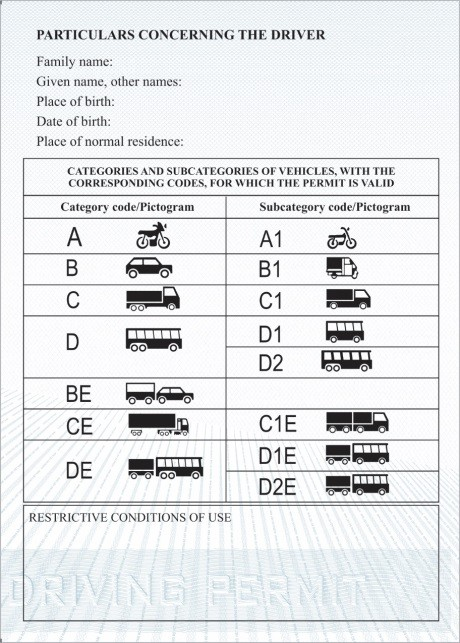 PARTICULARS CONCERNING THE DRIVER
Family name:
Given name, other names:
Place of birth:
Date of birth:
Place of normal residence:
CATEGORIES AND SUBCATEGORIES OF VEHICLES, WITH THE
CORRESPONDING CODES, FOR WHICH THE PERMIT IS VALID
Category code/Pictogram Subcategory code/Pictogram
A A1
B B1
C C1
D D1
D2
BE
CE C1E
DE D1E
D2E
RESTRICTIVE CONDITIONS OF USE
DRIVING PERMIT